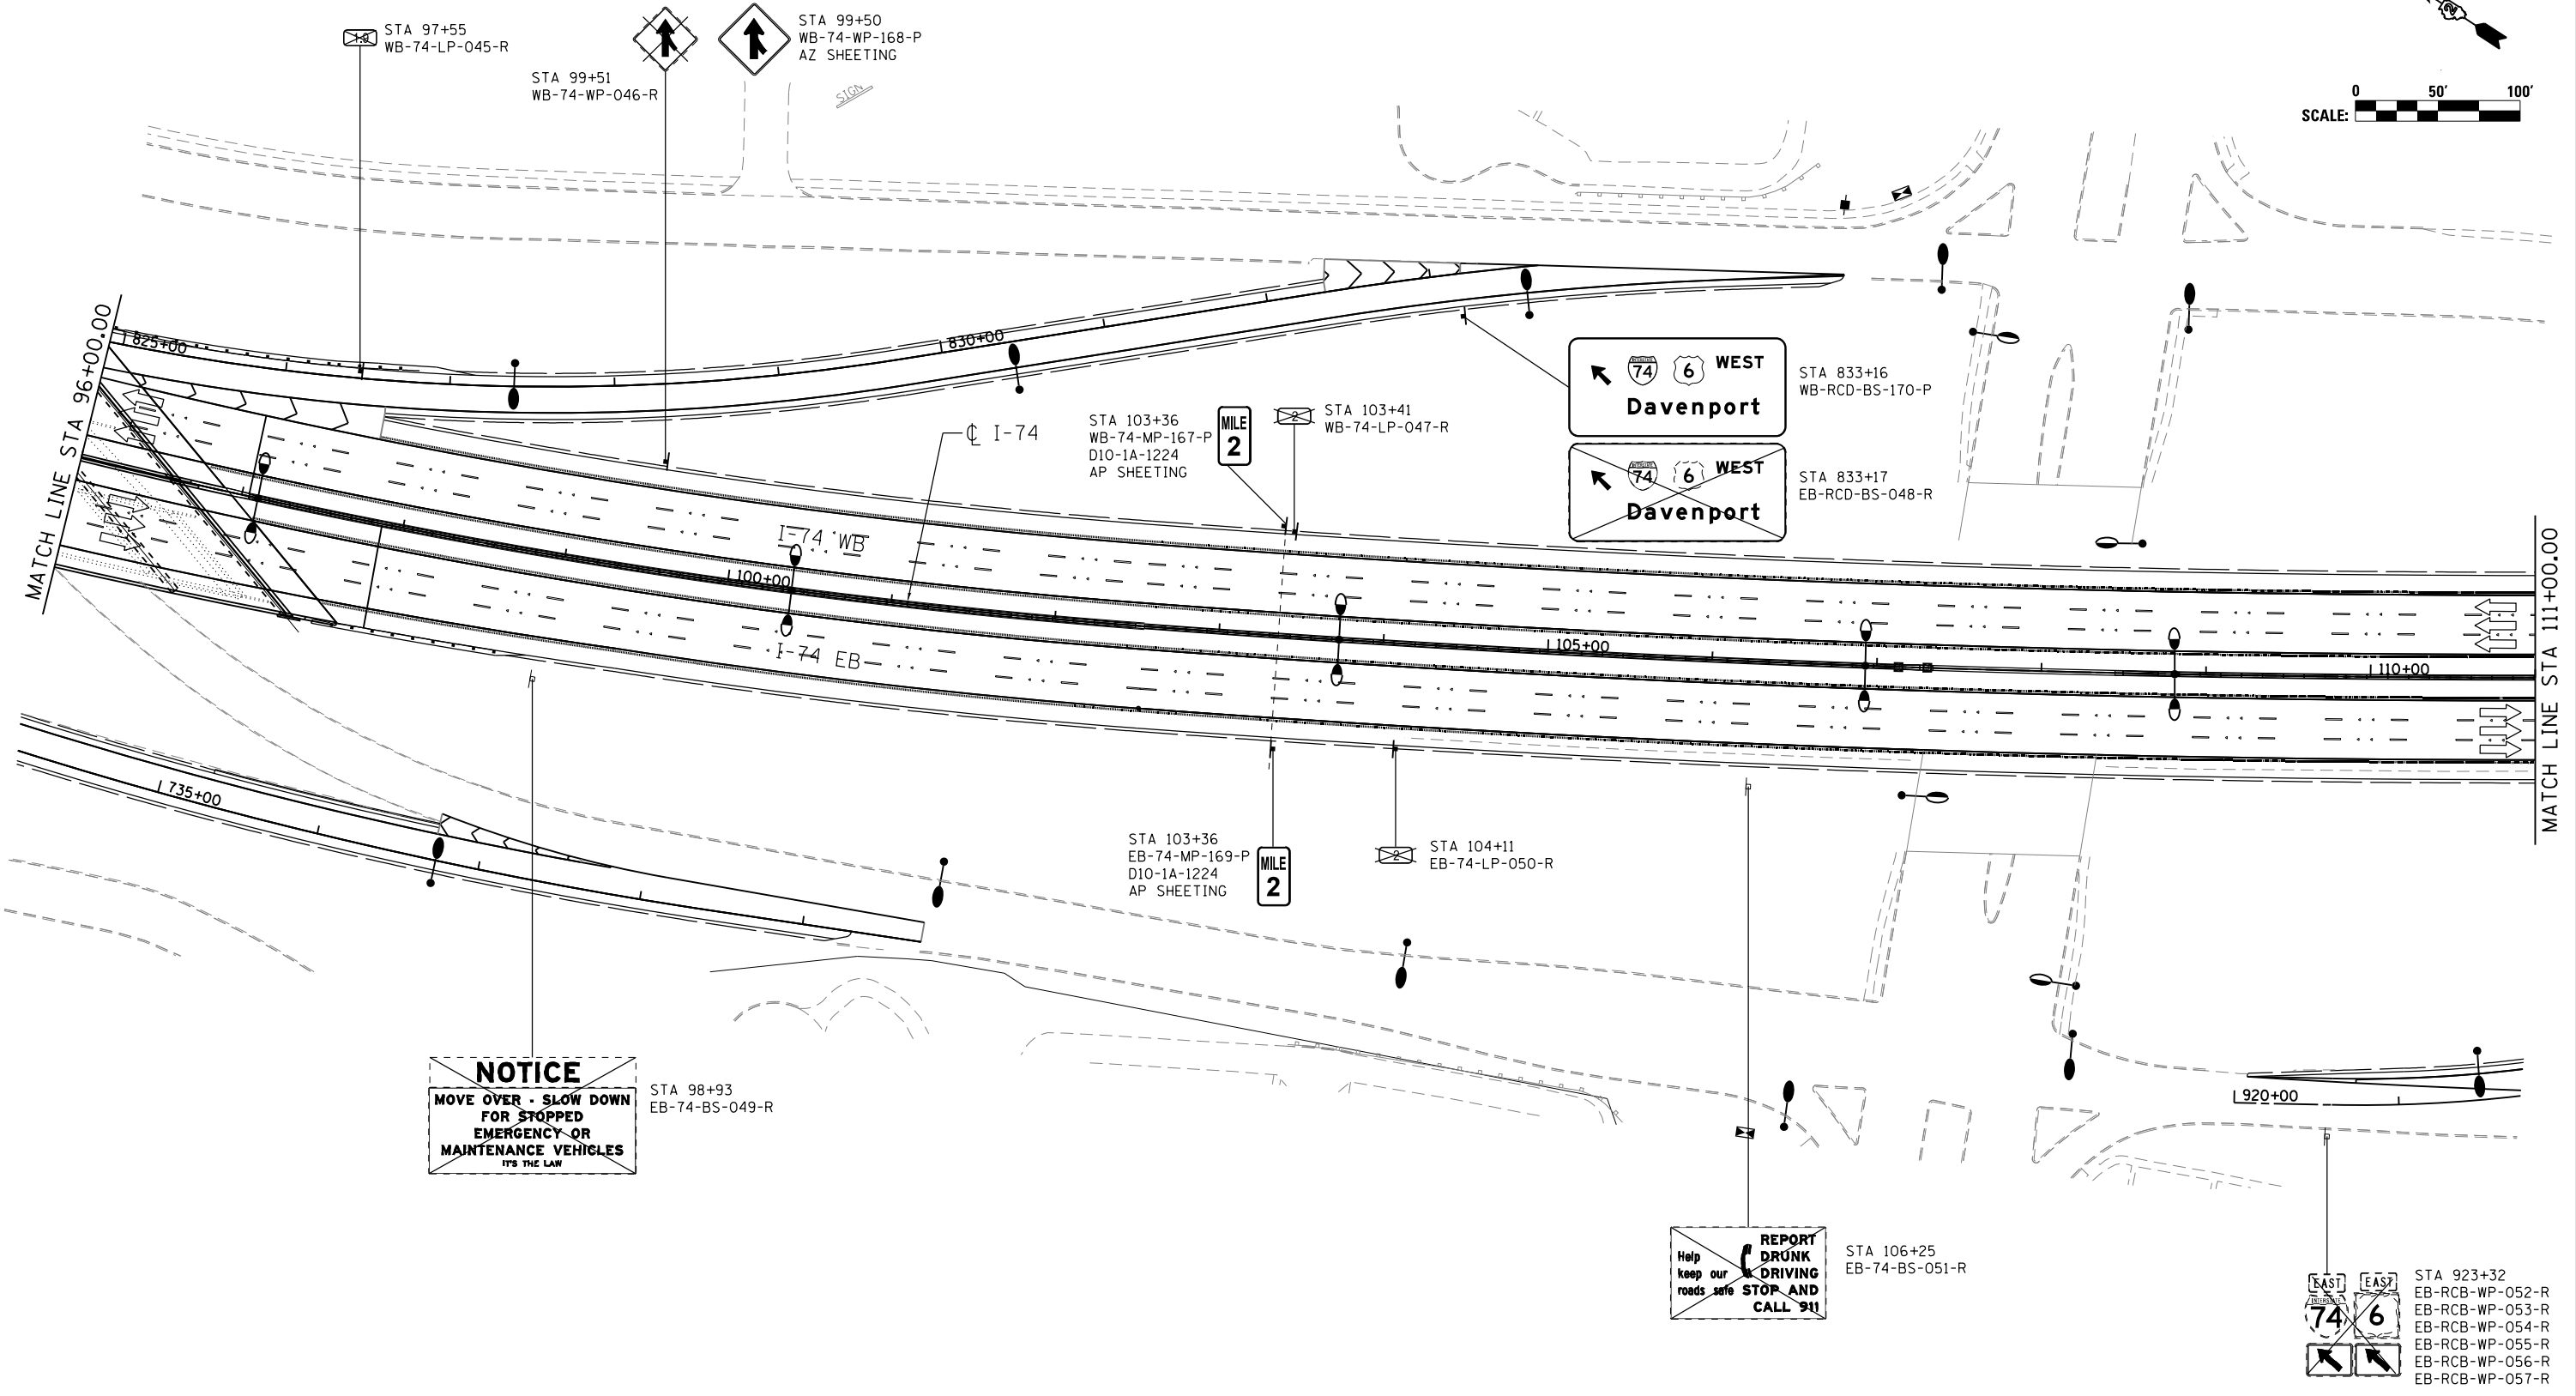 STA 97+55
WB-74-LP-045-R
STA 99+51
WB-74-WP-046-R
STA 99+50
WB-74-WP-168-P
AZ SHEETING
SIGN
0 50' 100'
SCALE:
MATCH LINE STA 96+00.00
825+00
830+00
℄ I-74
STA 103+36
WB-74-MP-167-P
D10-1A-1224
AP SHEETING
MILE
2
2
STA 103+41
WB-74-LP-047-R
74 6 WEST
Davenport
STA 833+16
WB-RCD-BS-170-P
74 6 WEST
Davenport
STA 833+17
EB-RCD-BS-048-R
I-74 WB
100+00
I-74 EB
105+00
110+00
MATCH LINE STA 111+00.00
735+00
STA 103+36
EB-74-MP-169-P
D10-1A-1224
AP SHEETING
MILE
2
2
STA 104+11
EB-74-LP-050-R
NOTICE
MOVE OVER - SLOW DOWN
FOR STOPPED
EMERGENCY OR
MAINTENANCE VEHICLES
IT'S THE LAW
STA 98+93
EB-74-BS-049-R
Help
keep our
roads safe
REPORT
DRUNK
DRIVING
STOP AND
CALL 911
STA 106+25
EB-74-BS-051-R
920+00
EAST EAST
INTERSTATE
74 6
STA 923+32
EB-RCB-WP-052-R
EB-RCB-WP-053-R
EB-RCB-WP-054-R
EB-RCB-WP-055-R
EB-RCB-WP-056-R
EB-RCB-WP-057-R